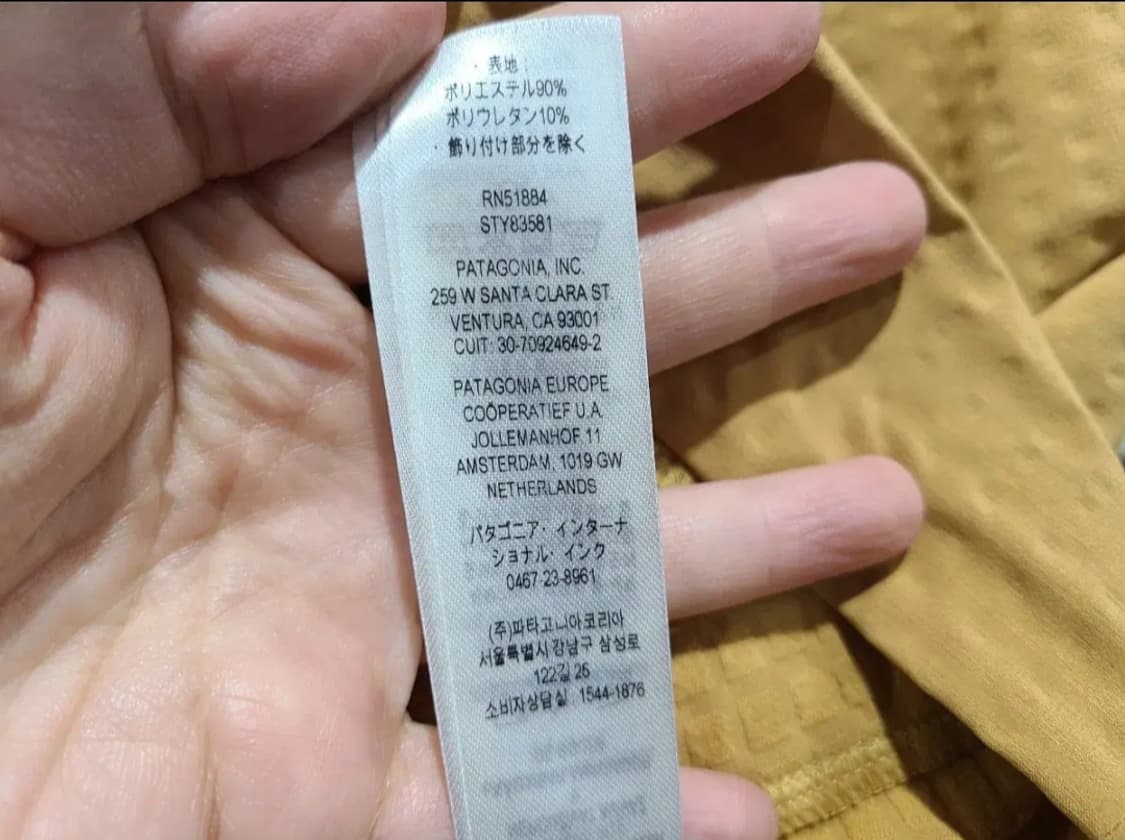 ・表地
ポリエステル90%
ポリウレタン10%
・飾り付け部分を除く
RN51884
STY83581
PATAGONIA, INC.
259 W SANTA CLARA ST
VENTURA, CA 93001
CUIT: 30-70924649-2
PATAGONIA EUROPE
COÖPERATIEF U.A.
JOLLEMANHOF 11
AMSTERDAM, 1019 GW
NETHERLANDS
パタゴニア・インターナ
ショナル・インク
0467-23-8961
(주)파타고니아코리아
서울특별시 강남구 삼성로
122길 25
소비자상담실 1544-1876